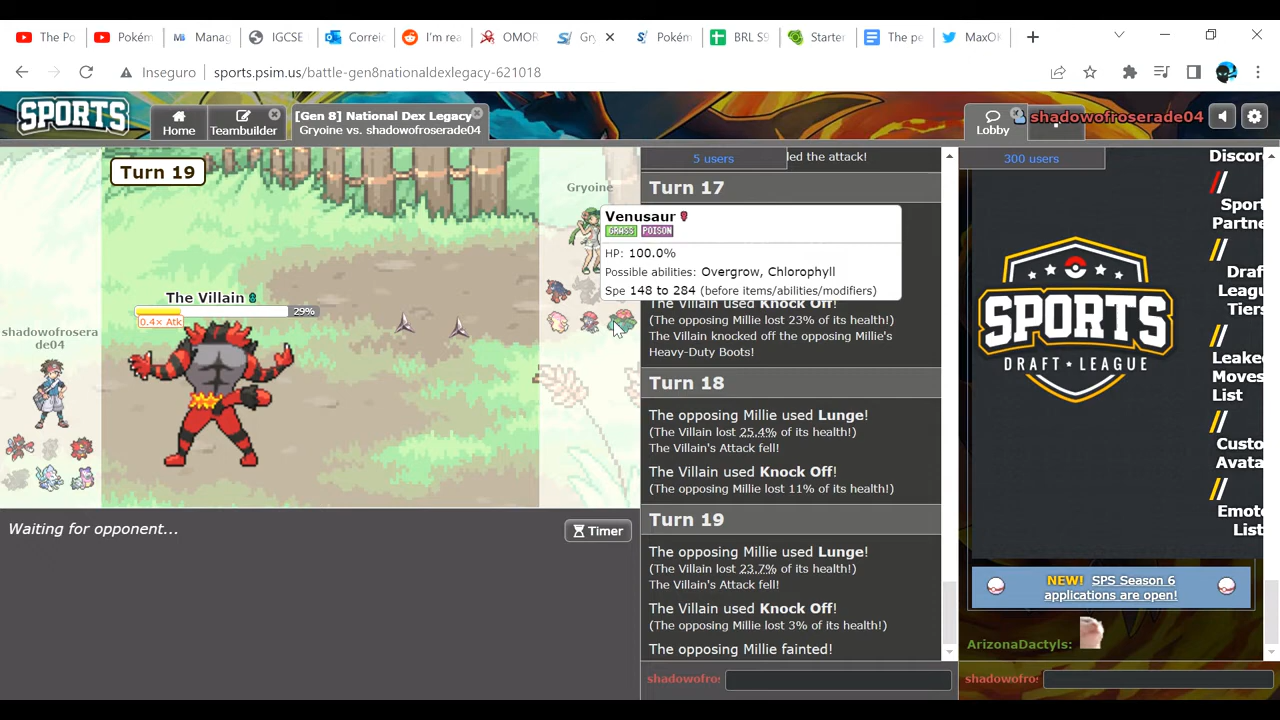 The Po
Pokém
Manag
IGCSE
Correic
I'm rea
OMOR
Gry
Pokém
BRL S9
Starter
The pe
MaxOK
Inseguro
sports.psim.us/battle-gen8nationaldexlegacy-621018
SPORTS
Home
Teambuilder
[Gen 8] National Dex Legacy
Gryoine vs. shadowofroserade04
Lobby
shadowofroserade04
Turn 19
The Villain
29%
0.4× Atk
shadowofrosera
de04
Gryoine
Venusaur
GRASS POISON
HP: 100.0%
Possible abilities: Overgrow, Chlorophyll
Spe 148 to 284 (before items/abilities/modifiers)
Waiting for opponent...
Timer
5 users
led the attack!
Turn 17
The Villain used Knock Off!
(The opposing Millie lost 23% of its health!)
The Villain knocked off the opposing Millie's
Heavy-Duty Boots!
Turn 18
The opposing Millie used Lunge!
(The Villain lost 25.4% of its health!)
The Villain's Attack fell!
The Villain used Knock Off!
(The opposing Millie lost 11% of its health!)
Turn 19
The opposing Millie used Lunge!
(The Villain lost 23.7% of its health!)
The Villain's Attack fell!
The Villain used Knock Off!
(The opposing Millie lost 3% of its health!)
The opposing Millie fainted!
shadowofro:
300 users
SPORTS
DRAFT LEAGUE
Discor
//
Sport
Partne
//
Draf
Leagu
Tiers
//
Leake
Moves
List
//
Custo
Avata
//
Emote
List
NEW! SPS Season 6
applications are open!
ArizonaDactyls:
shadowofro: